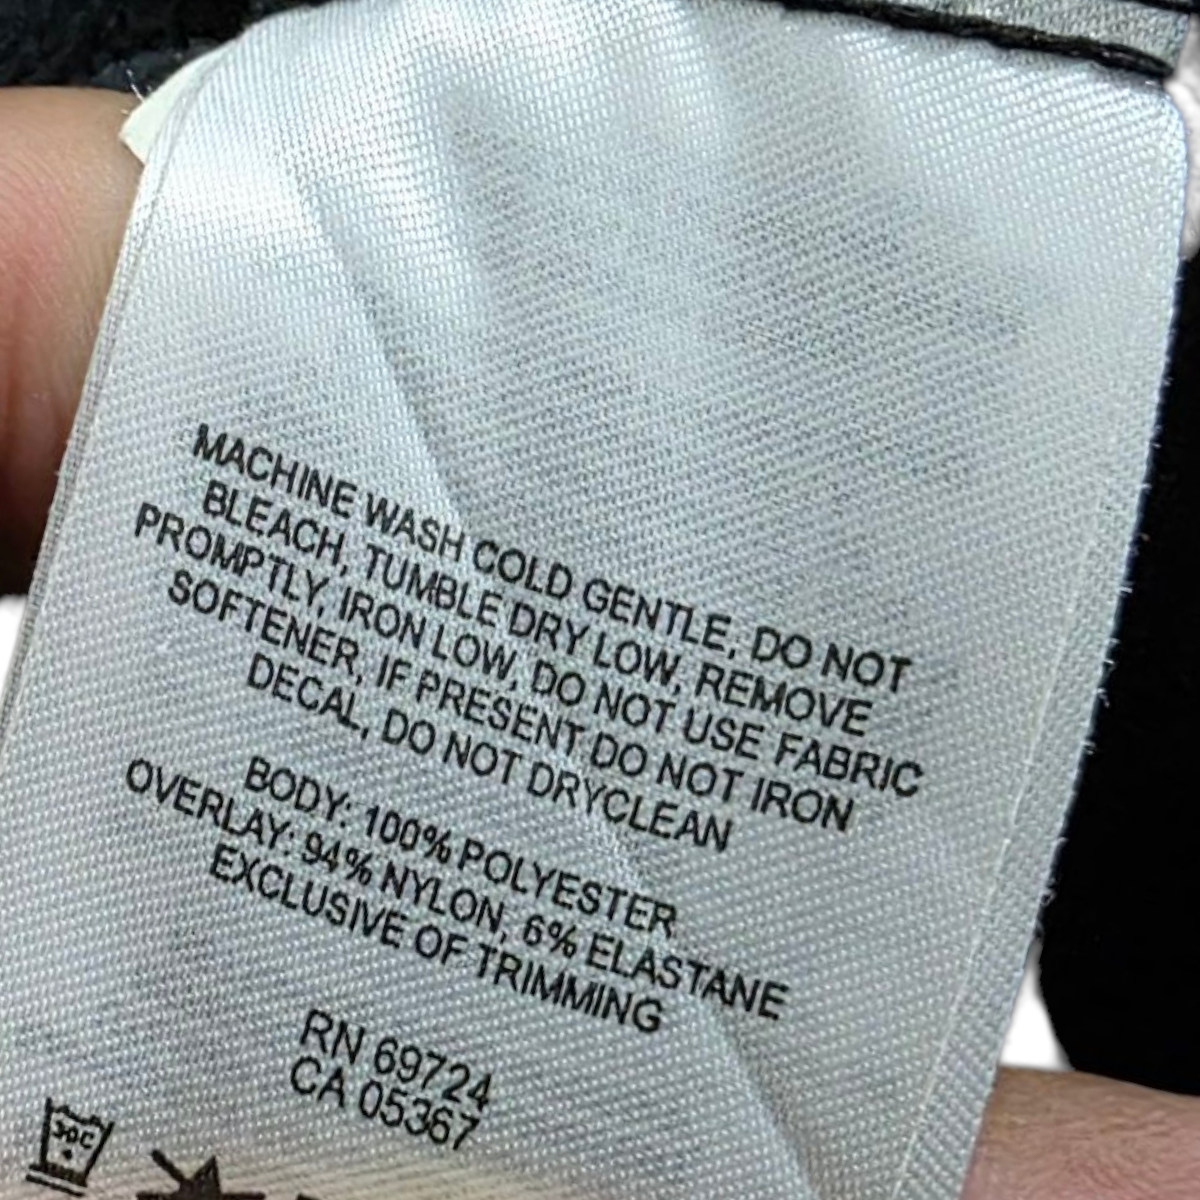 MACHINE WASH COLD GENTLE, DO NOT
BLEACH, TUMBLE DRY LOW, REMOVE
PROMPTLY, IRON LOW, DO NOT USE FABRIC
SOFTENER, IF PRESENT DO NOT IRON
DECAL, DO NOT DRYCLEAN
BODY: 100% POLYESTER
OVERLAY: 94% NYLON, 6% ELASTANE
EXCLUSIVE OF TRIMMING
RN 69724
CA 05367
30C